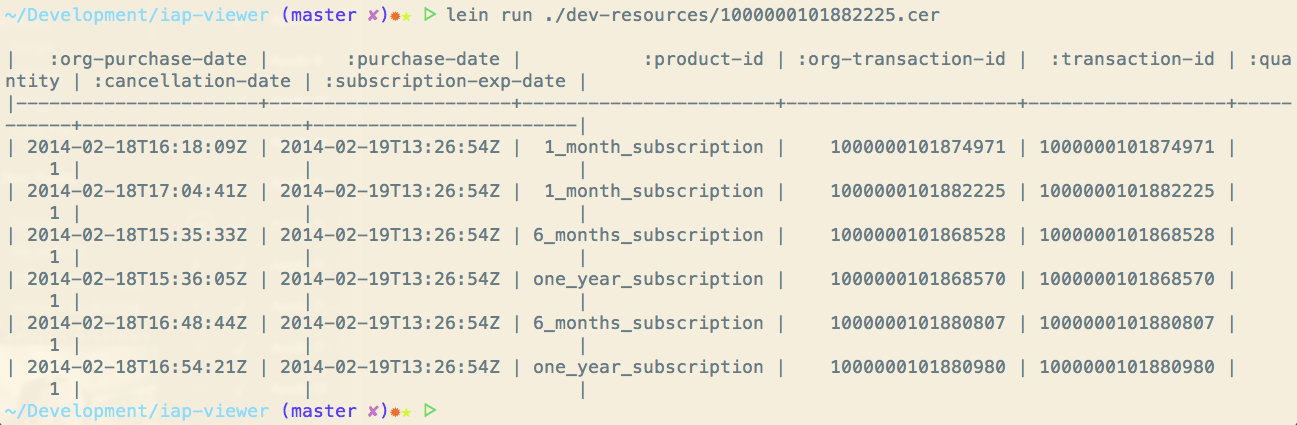 ~/Development/iap-viewer (master ✘)✹★ ▷ lein run ./dev-resources/1000000101882225.cer
|   :org-purchase-date |       :purchase-date |           :product-id | :org-transaction-id |  :transaction-id | :qua
ntity | :cancellation-date | :subscription-exp-date |
|----------------------+----------------------+-----------------------+---------------------+------------------+-----
------+--------------------+------------------------|
| 2014-02-18T16:18:09Z | 2014-02-19T13:26:54Z |  1_month_subscription |    1000000101874971 | 1000000101874971 |
    1 |                    |                        |
| 2014-02-18T17:04:41Z | 2014-02-19T13:26:54Z |  1_month_subscription |    1000000101882225 | 1000000101882225 |
    1 |                    |                        |
| 2014-02-18T15:35:33Z | 2014-02-19T13:26:54Z | 6_months_subscription |    1000000101868528 | 1000000101868528 |
    1 |                    |                        |
| 2014-02-18T15:36:05Z | 2014-02-19T13:26:54Z | one_year_subscription |    1000000101868570 | 1000000101868570 |
    1 |                    |                        |
| 2014-02-18T16:48:44Z | 2014-02-19T13:26:54Z | 6_months_subscription |    1000000101880807 | 1000000101880807 |
    1 |                    |                        |
| 2014-02-18T16:54:21Z | 2014-02-19T13:26:54Z | one_year_subscription |    1000000101880980 | 1000000101880980 |
    1 |                    |                        |
~/Development/iap-viewer (master ✘)✹★ ▷